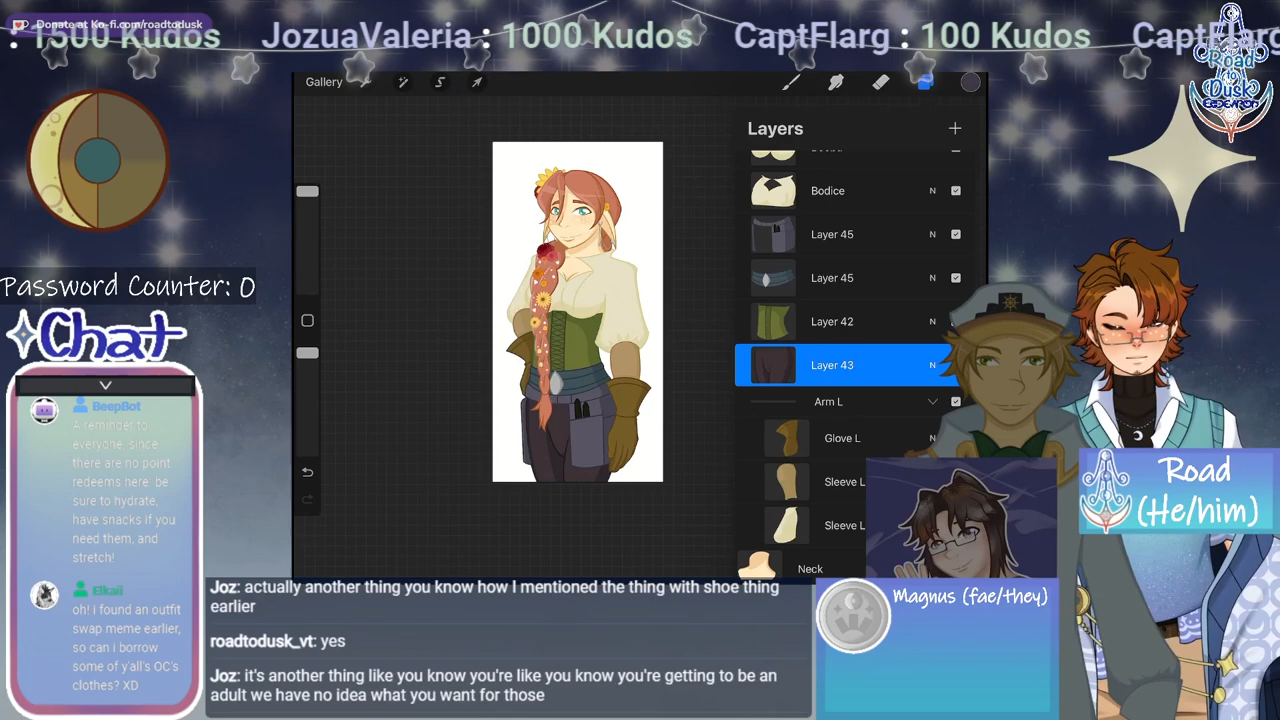 Donate at Ko-fi.com/roadtodusk
: 1500 Kudos JozuaValeria : 1000 Kudos CaptFlarg : 100 Kudos
Road
to
Dusk
Gallery
Layers
Bodice
N
Layer 45
N
Layer 45
N
Layer 42
N
Layer 43
N
Arm L
Glove L
N
Sleeve L
Sleeve L
Neck
Password Counter: 0
Chat
BeepBot
A reminder to
everyone, since
there are no point
redeems here: be
sure to hydrate,
have snacks if you
need them, and
stretch!
Elkaii
oh! i found an outfit
swap meme earlier,
so can i borrow
some of y'all's OC's
clothes? XD
Joz: actually another thing you know how I mentioned the thing with shoe thing
earlier
roadtodusk_vt: yes
Joz: it's another thing like you know you're like you know you're getting to be an
adult we have no idea what you want for those
Magnus (fae/they)
Road
(He/him)